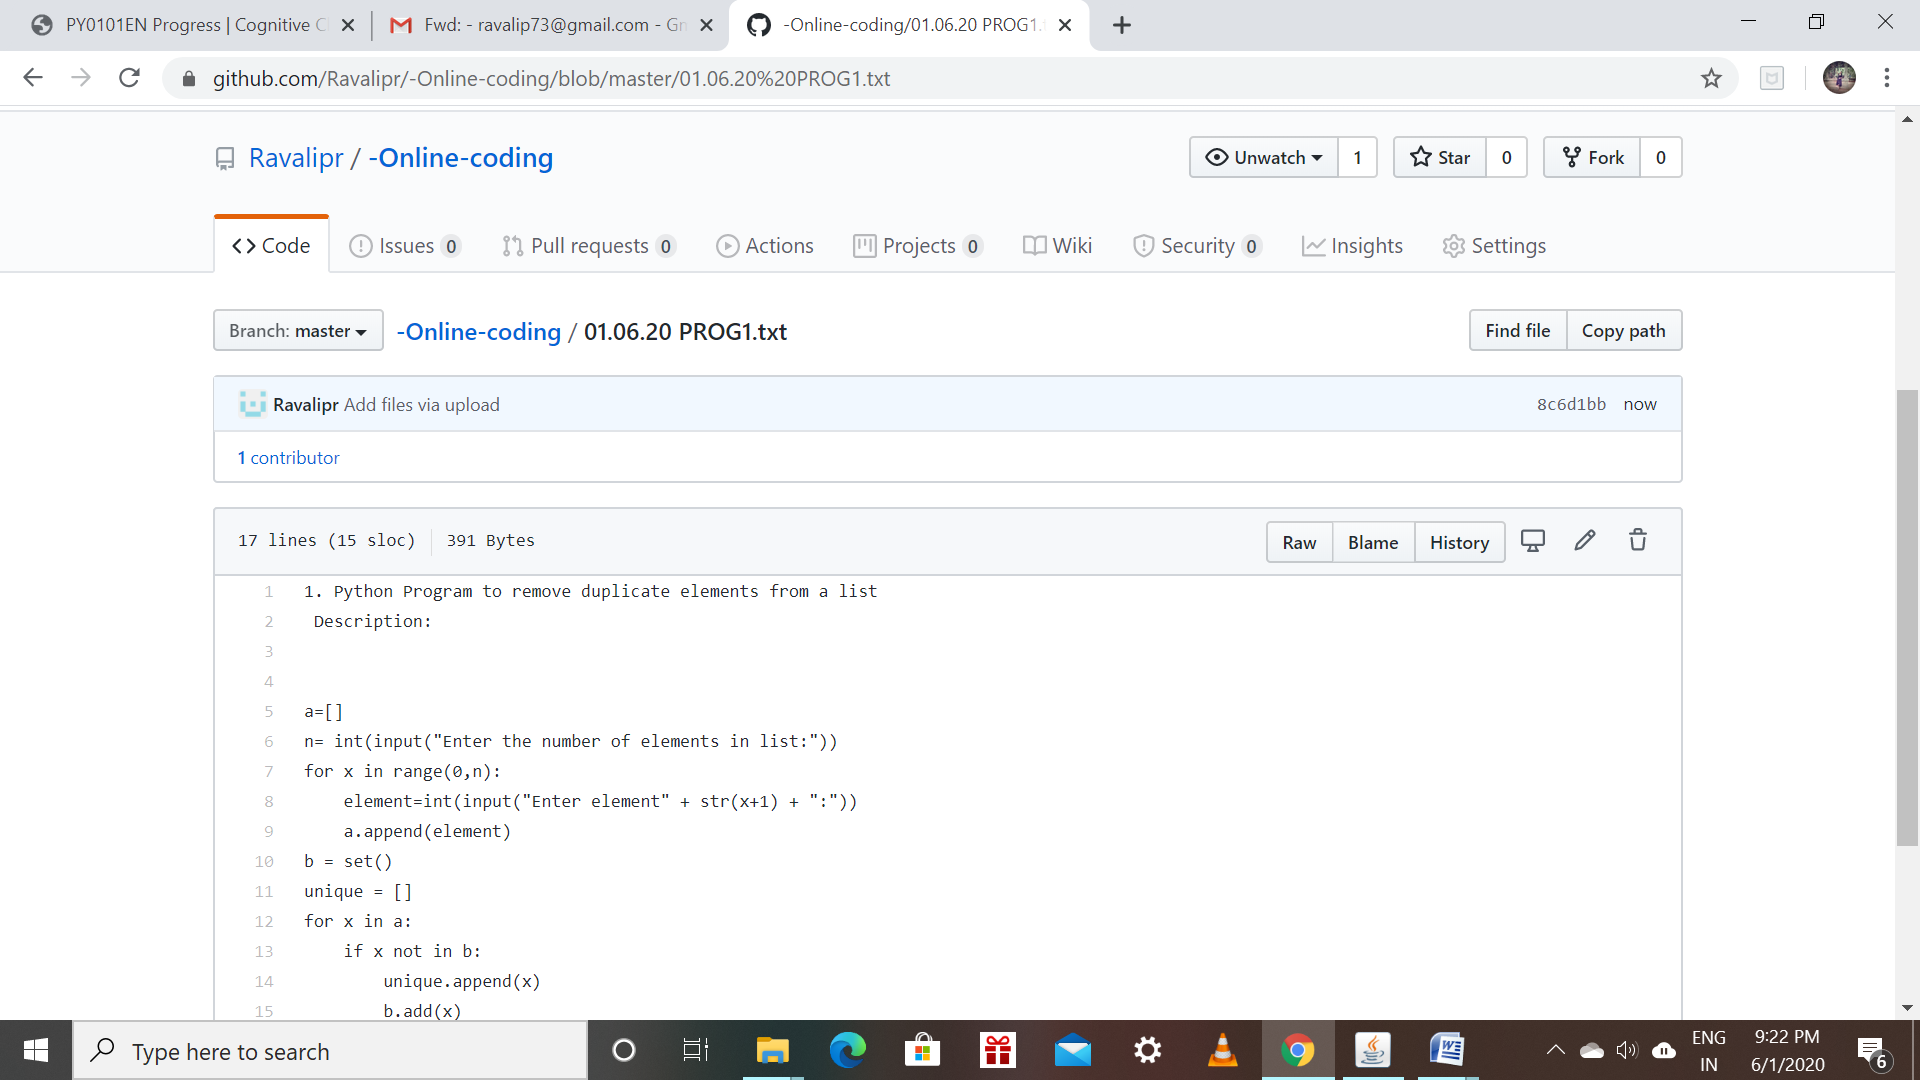 PY0101EN Progress | Cognitive C
Fwd: - ravalip73@gmail.com - Gm
-Online-coding/01.06.20 PROG1.t
github.com/Ravalipr/-Online-coding/blob/master/01.06.20%20PROG1.txt
Ravalipr / -Online-coding
Unwatch 1
Star 0
Fork 0
Code
Issues 0
Pull requests 0
Actions
Projects 0
Wiki
Security 0
Insights
Settings
Branch: master
-Online-coding / 01.06.20 PROG1.txt
Find file
Copy path
Ravalipr Add files via upload
8c6d1bb now
1 contributor
17 lines (15 sloc) 391 Bytes
Raw
Blame
History
1 1. Python Program to remove duplicate elements from a list
2  Description:
3
4
5 a=[]
6 n= int(input("Enter the number of elements in list:"))
7 for x in range(0,n):
8     element=int(input("Enter element" + str(x+1) + ":"))
9     a.append(element)
10 b = set()
11 unique = []
12 for x in a:
13     if x not in b:
14         unique.append(x)
15         b.add(x)
Type here to search
ENG
IN
9:22 PM
6/1/2020
6